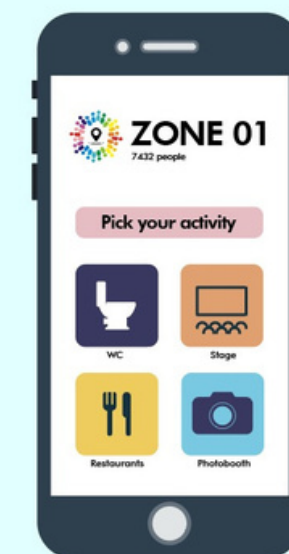 ZONE 01
7432 people
Pick your activity
WC
Stage
Restaurants
Photobooth